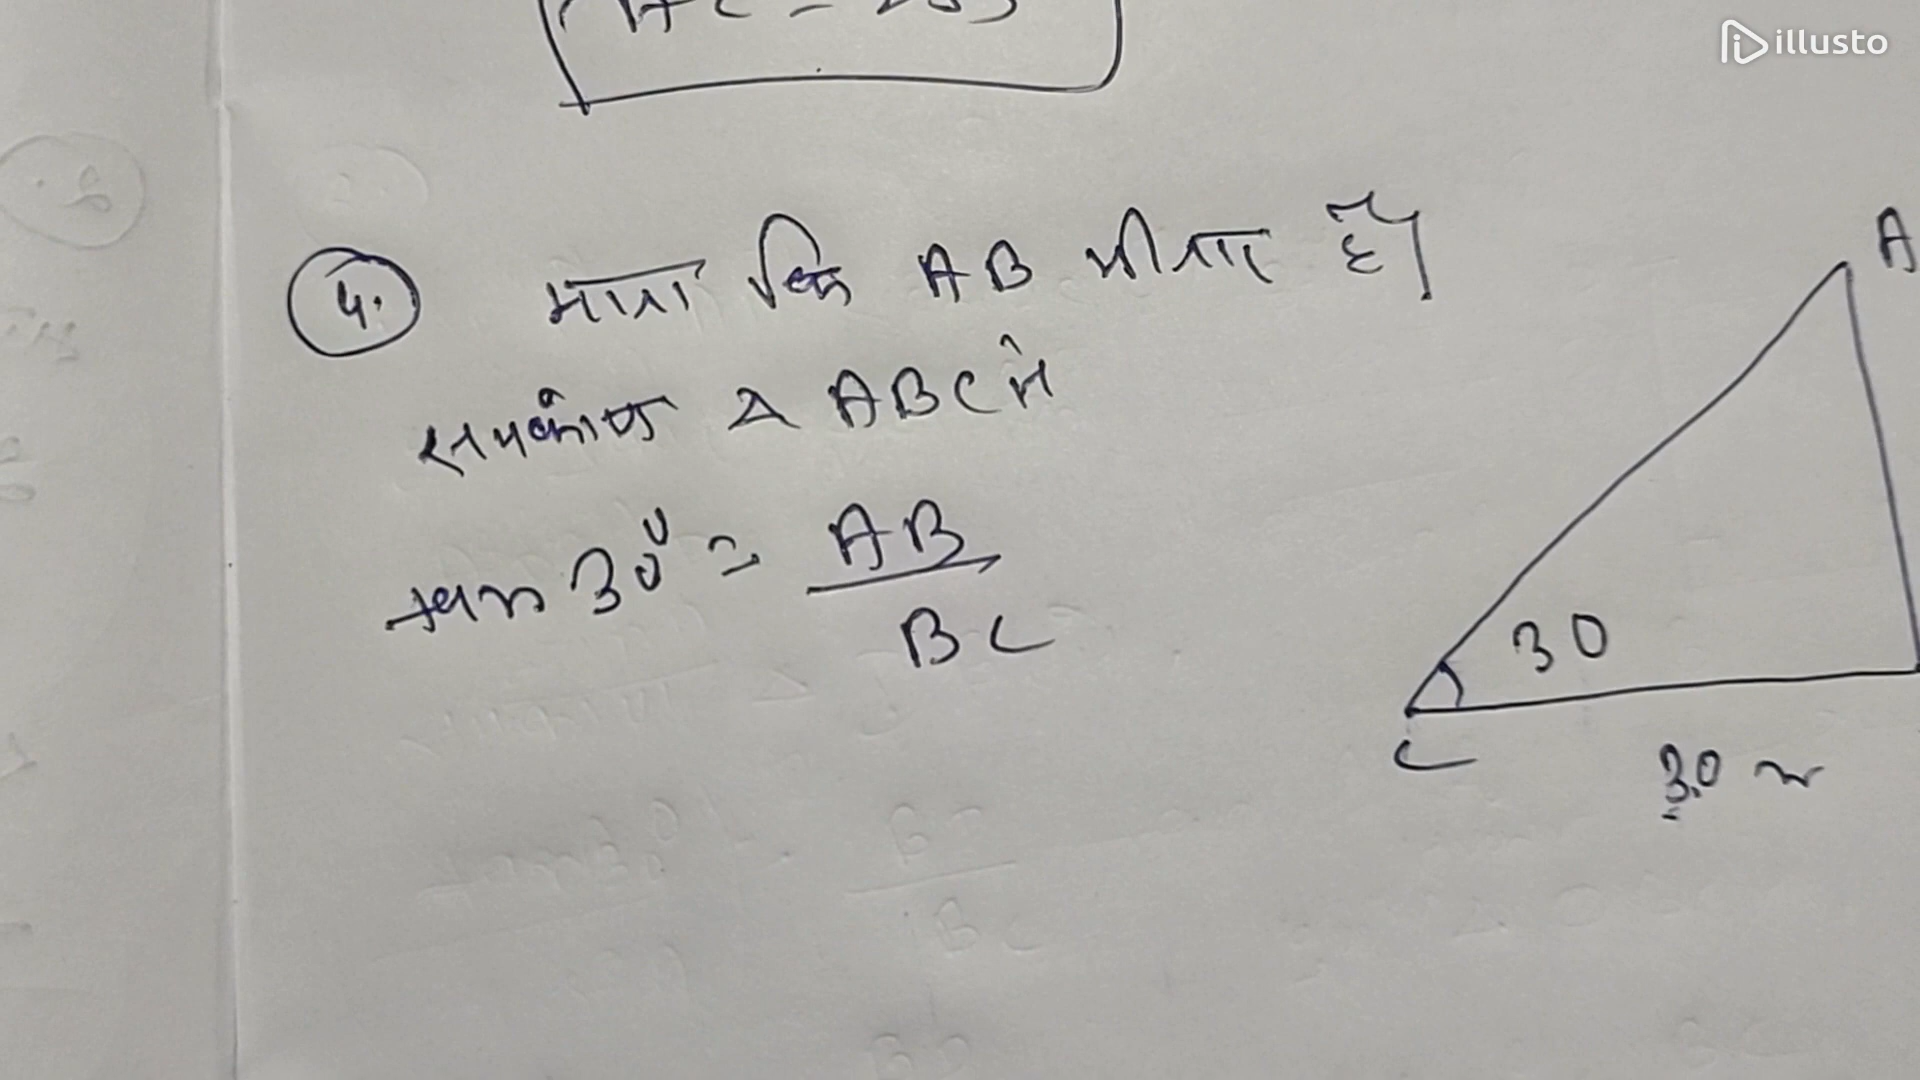 illusto
4. माना कि AB मीनार है।
A
समकोण △ ABC में
tan 30° = AB
BC
30
C
30 m